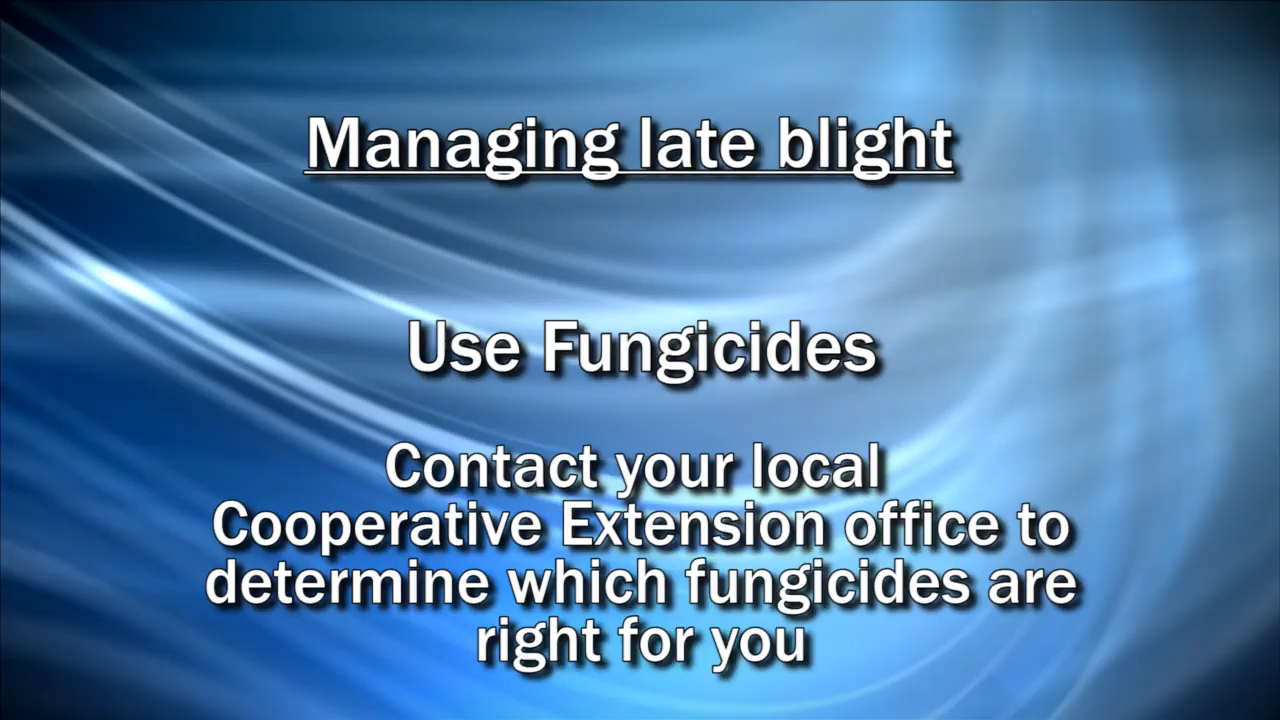 Managing late blight
Use Fungicides
Contact your local
Cooperative Extension office to
determine which fungicides are
right for you